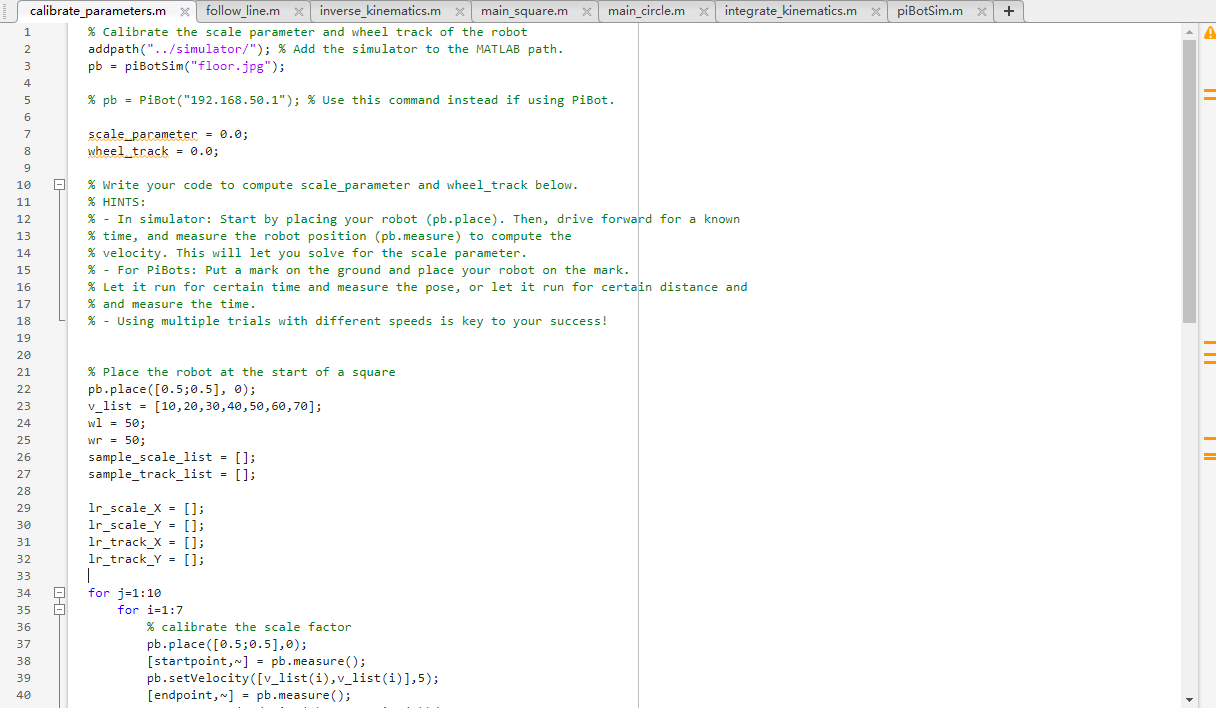 calibrate_parameters.m × follow_line.m × inverse_kinematics.m × main_square.m × main_circle.m × integrate_kinematics.m × piBotSim.m × +
1 % Calibrate the scale parameter and wheel track of the robot
2 addpath("../simulator/"); % Add the simulator to the MATLAB path.
3 pb = piBotSim("floor.jpg");
4
5 % pb = PiBot("192.168.50.1"); % Use this command instead if using PiBot.
6
7 scale_parameter = 0.0;
8 wheel_track = 0.0;
9
10 % Write your code to compute scale_parameter and wheel_track below.
11 % HINTS:
12 % - In simulator: Start by placing your robot (pb.place). Then, drive forward for a known
13 % time, and measure the robot position (pb.measure) to compute the
14 % velocity. This will let you solve for the scale parameter.
15 % - For PiBots: Put a mark on the ground and place your robot on the mark.
16 % Let it run for certain time and measure the pose, or let it run for certain distance and
17 % and measure the time.
18 % - Using multiple trials with different speeds is key to your success!
19
20
21 % Place the robot at the start of a square
22 pb.place([0.5;0.5], 0);
23 v_list = [10,20,30,40,50,60,70];
24 wl = 50;
25 wr = 50;
26 sample_scale_list = [];
27 sample_track_list = [];
28
29 lr_scale_X = [];
30 lr_scale_Y = [];
31 lr_track_X = [];
32 lr_track_Y = [];
33
34 for j=1:10
35 for i=1:7
36 % calibrate the scale factor
37 pb.place([0.5;0.5],0);
38 [startpoint,~] = pb.measure();
39 pb.setVelocity([v_list(i),v_list(i)],5);
40 [endpoint,~] = pb.measure();